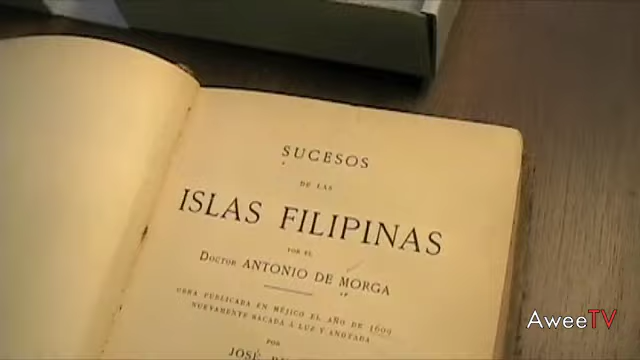 SUCESOS
DE LAS
ISLAS FILIPINAS
POR EL
DOCTOR ANTONIO DE MORGA
OBRA PUBLICADA EN MÉJICO EL AÑO DE 1609
NUEVAMENTE SACADA Á LUZ Y ANOTADA
POR
JOSÉ
AweeTV